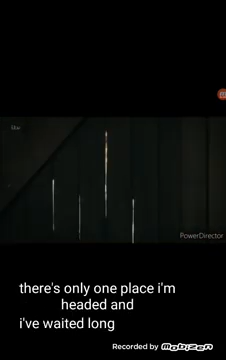 PowerDirector
there's only one place i'm
headed and
i've waited long
Recorded by Mobizen